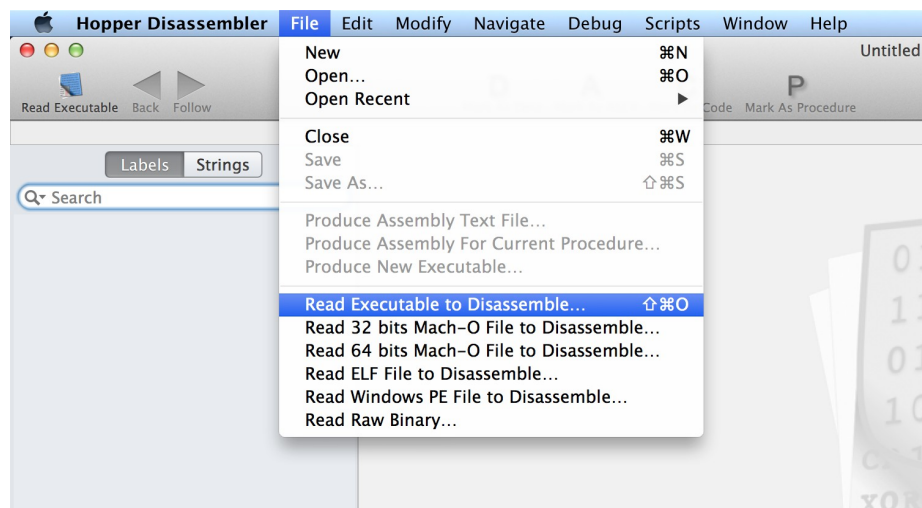 Hopper Disassembler File Edit Modify Navigate Debug Scripts Window Help
Untitled
Read Executable Back Follow
D A Code P Mark As Procedure
Labels Strings
Search
New ⌘N
Open... ⌘O
Open Recent ▶
Close ⌘W
Save ⌘S
Save As... ⇧⌘S
Produce Assembly Text File...
Produce Assembly For Current Procedure...
Produce New Executable...
Read Executable to Disassemble... ⇧⌘O
Read 32 bits Mach-O File to Disassemble...
Read 64 bits Mach-O File to Disassemble...
Read ELF File to Disassemble...
Read Windows PE File to Disassemble...
Read Raw Binary...